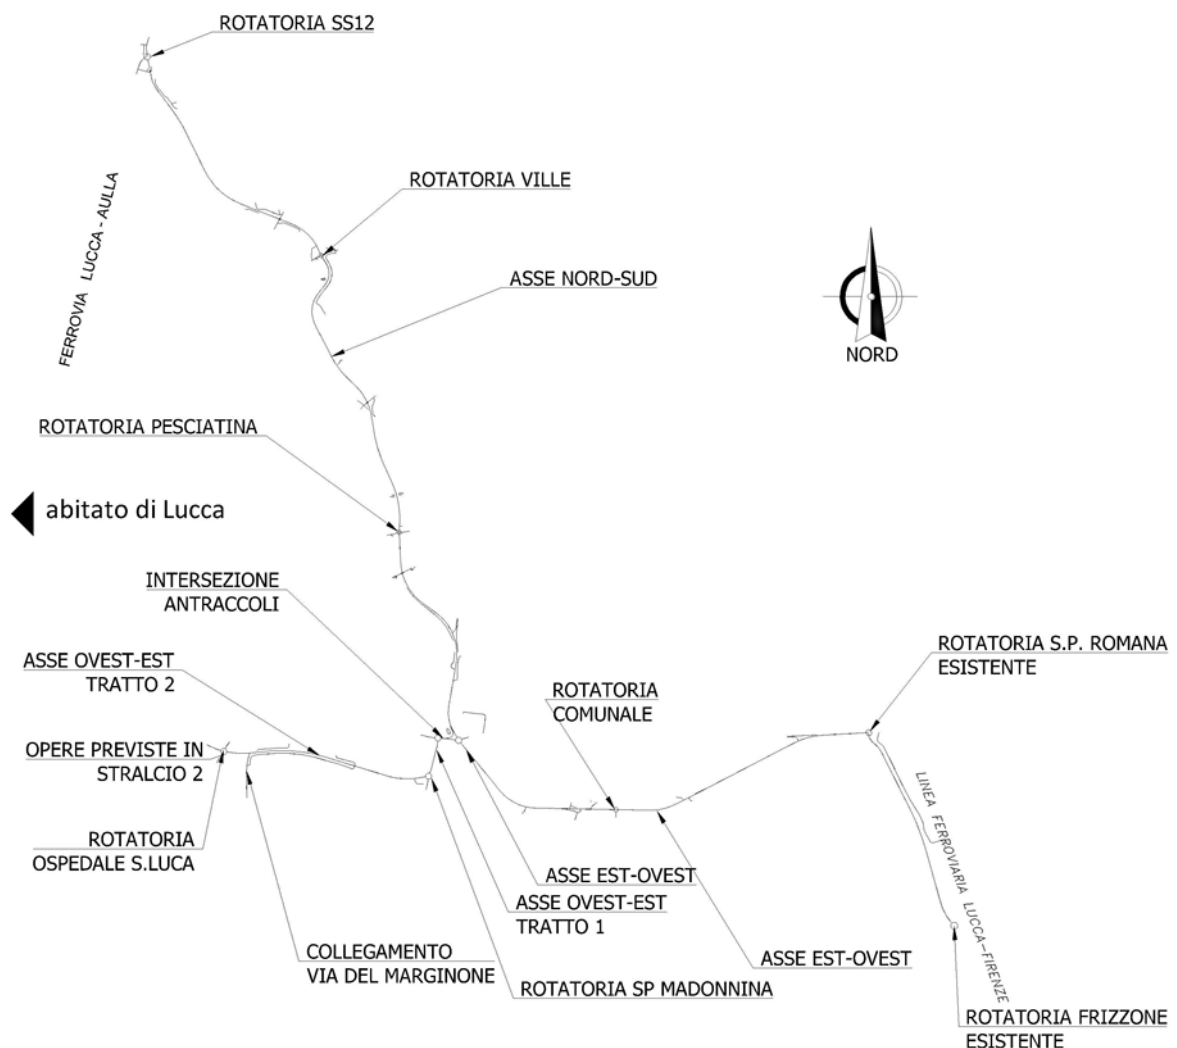 ROTATORIA SS12
ROTATORIA VILLE
FERROVIA LUCCA - AULLA
ASSE NORD-SUD
NORD
ROTATORIA PESCIATINA
abitato di Lucca
INTERSEZIONE
ANTRACCOLI
ASSE OVEST-EST
TRATTO 2
ROTATORIA S.P. ROMANA
ESISTENTE
ROTATORIA
COMUNALE
OPERE PREVISTE IN
STRALCIO 2
LINEA FERROVIARIA LUCCA-FIRENZE
ROTATORIA
OSPEDALE S.LUCA
ASSE EST-OVEST
ASSE OVEST-EST
TRATTO 1
COLLEGAMENTO
VIA DEL MARGINONE
ASSE EST-OVEST
ROTATORIA SP MADONNINA
ROTATORIA FRIZZONE
ESISTENTE